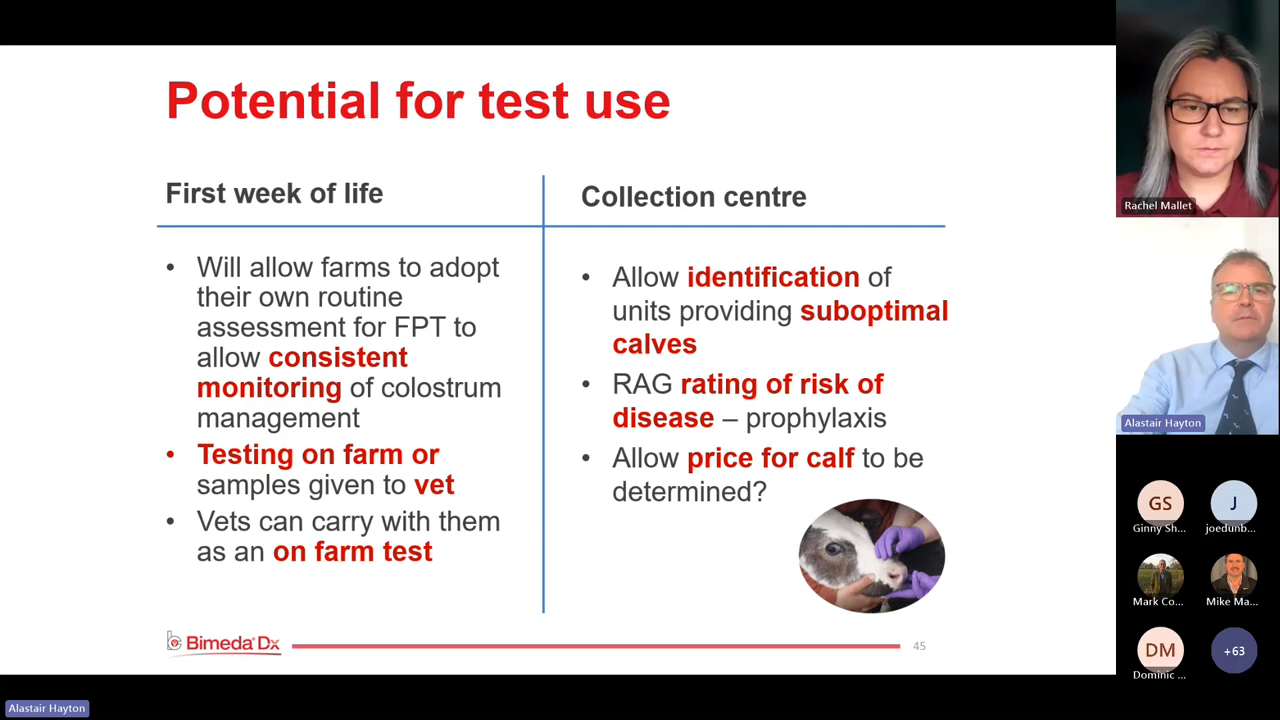 Potential for test use
First week of life
• Will allow farms to adopt
their own routine
assessment for FPT to
allow consistent
monitoring of colostrum
management
• Testing on farm or
samples given to vet
• Vets can carry with them
as an on farm test
Collection centre
• Allow identification of
units providing suboptimal
calves
• RAG rating of risk of
disease – prophylaxis
• Allow price for calf to be
determined?
Bimeda® Dx
45
Rachel Mallet
Alastair Hayton
GS
Ginny Sh...
J
joedunb...
Mark Co...
Mike Ma...
DM
Dominic ...
+63
Alastair Hayton